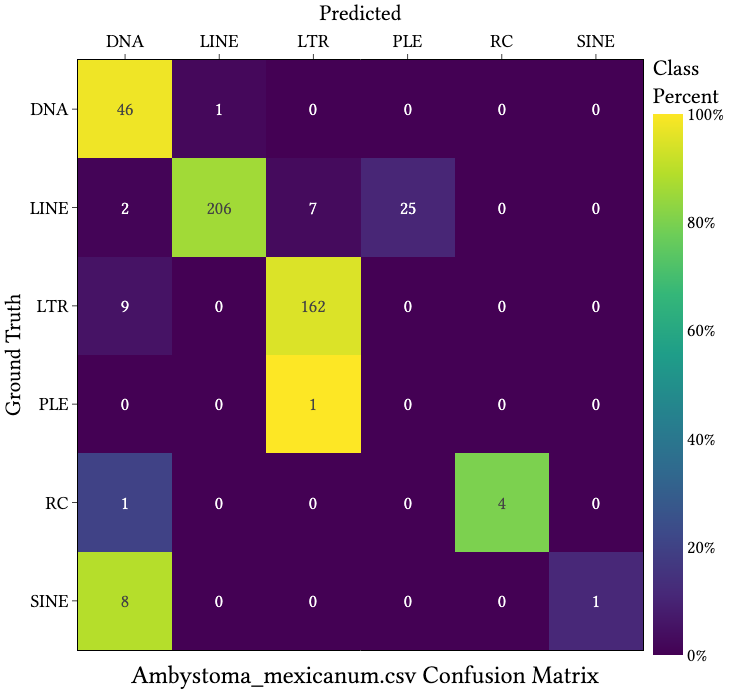 Predicted
DNA LINE LTR PLE RC SINE
Class
Percent
DNA 46 1 0 0 0 0
100%
LINE 2 206 7 25 0 0
80%
LTR 9 0 162 0 0 0
60%
Ground Truth
PLE 0 0 1 0 0 0
40%
RC 1 0 0 0 4 0
20%
SINE 8 0 0 0 0 1
0%
Ambystoma_mexicanum.csv Confusion Matrix